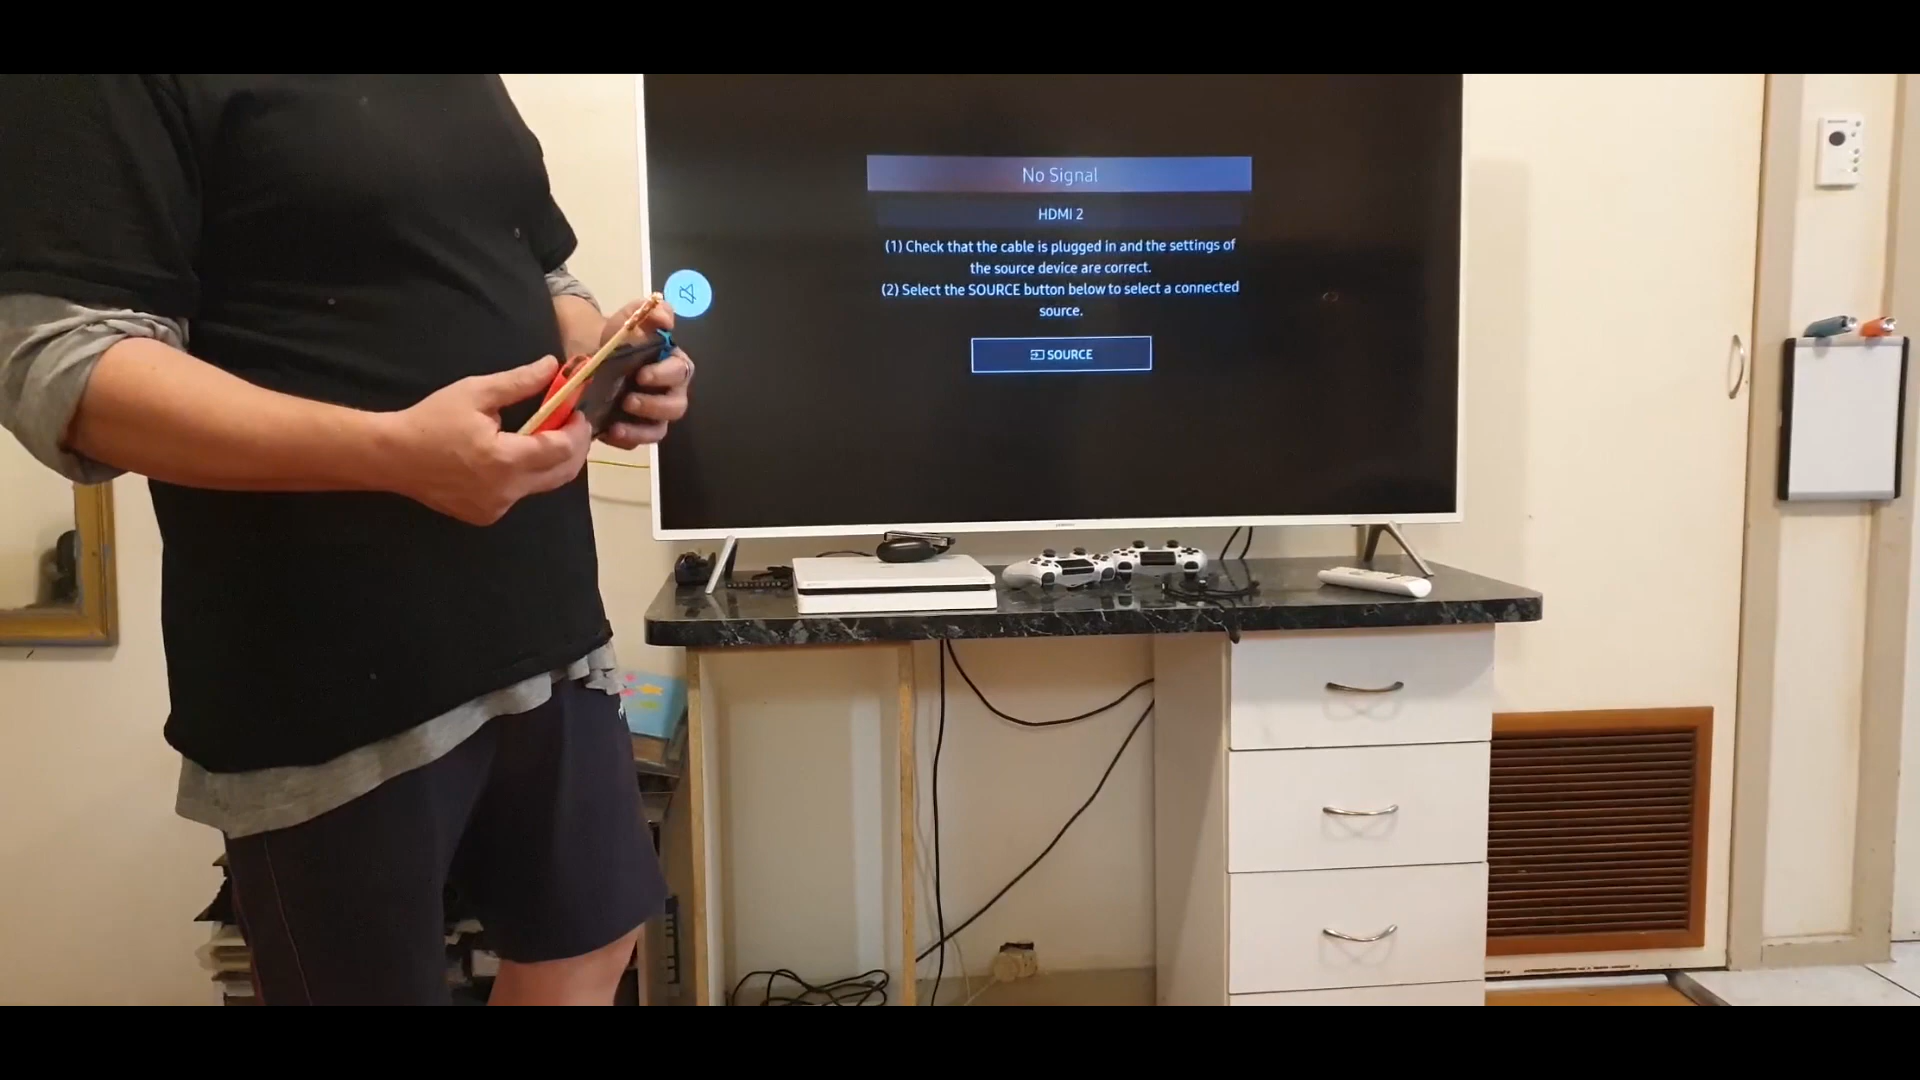 No Signal
HDMI 2
(1) Check that the cable is plugged in and the settings of
the source device are correct.
(2) Select the SOURCE button below to select a connected
source.
SOURCE